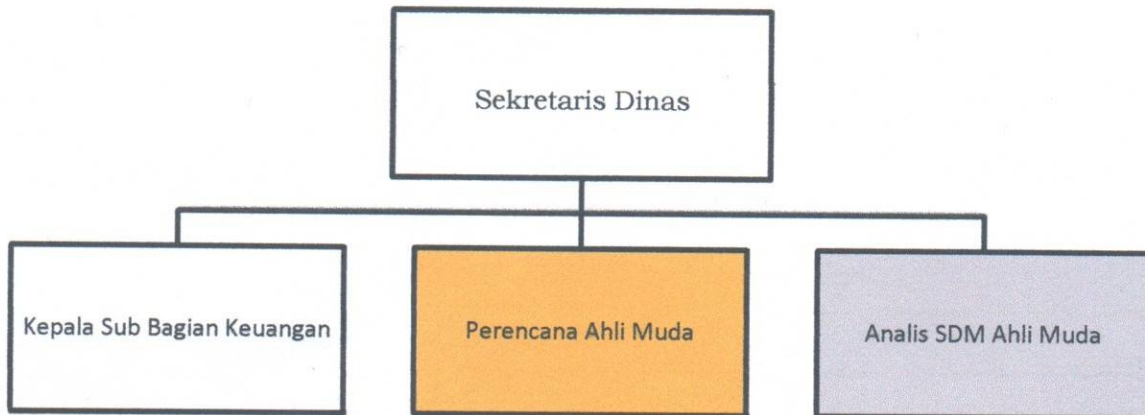 Sekretaris Dinas
Kepala Sub Bagian Keuangan
Perencana Ahli Muda
Analis SDM Ahli Muda